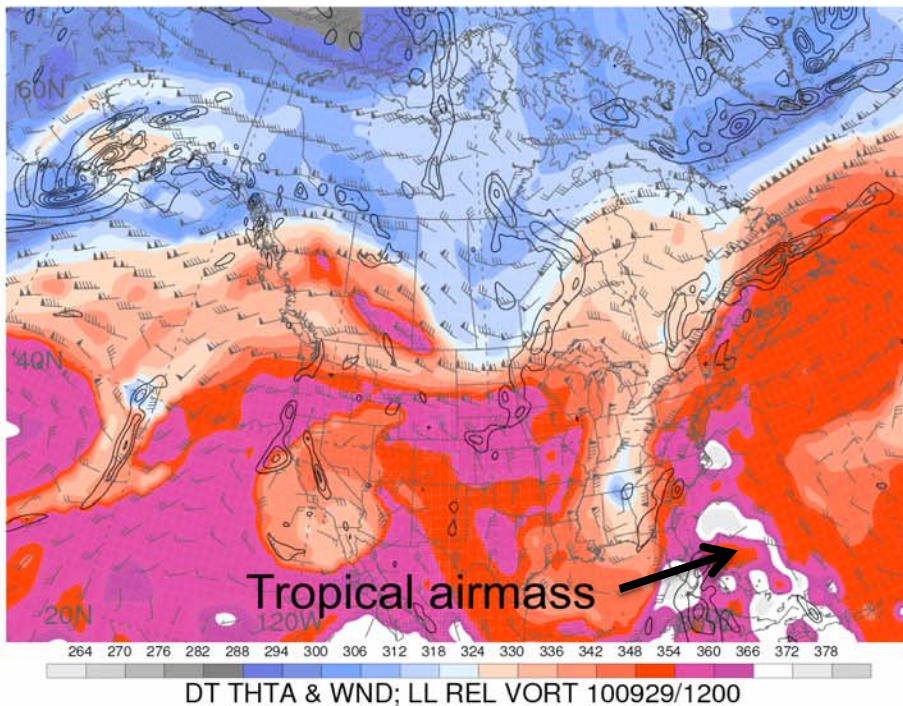 60N
40N
Tropical airmass
20N
120W
264 270 276 282 288 294 300 306 312 318 324 330 336 342 348 354 360 366 372 378
DT THTA & WND; LL REL VORT 100929/1200